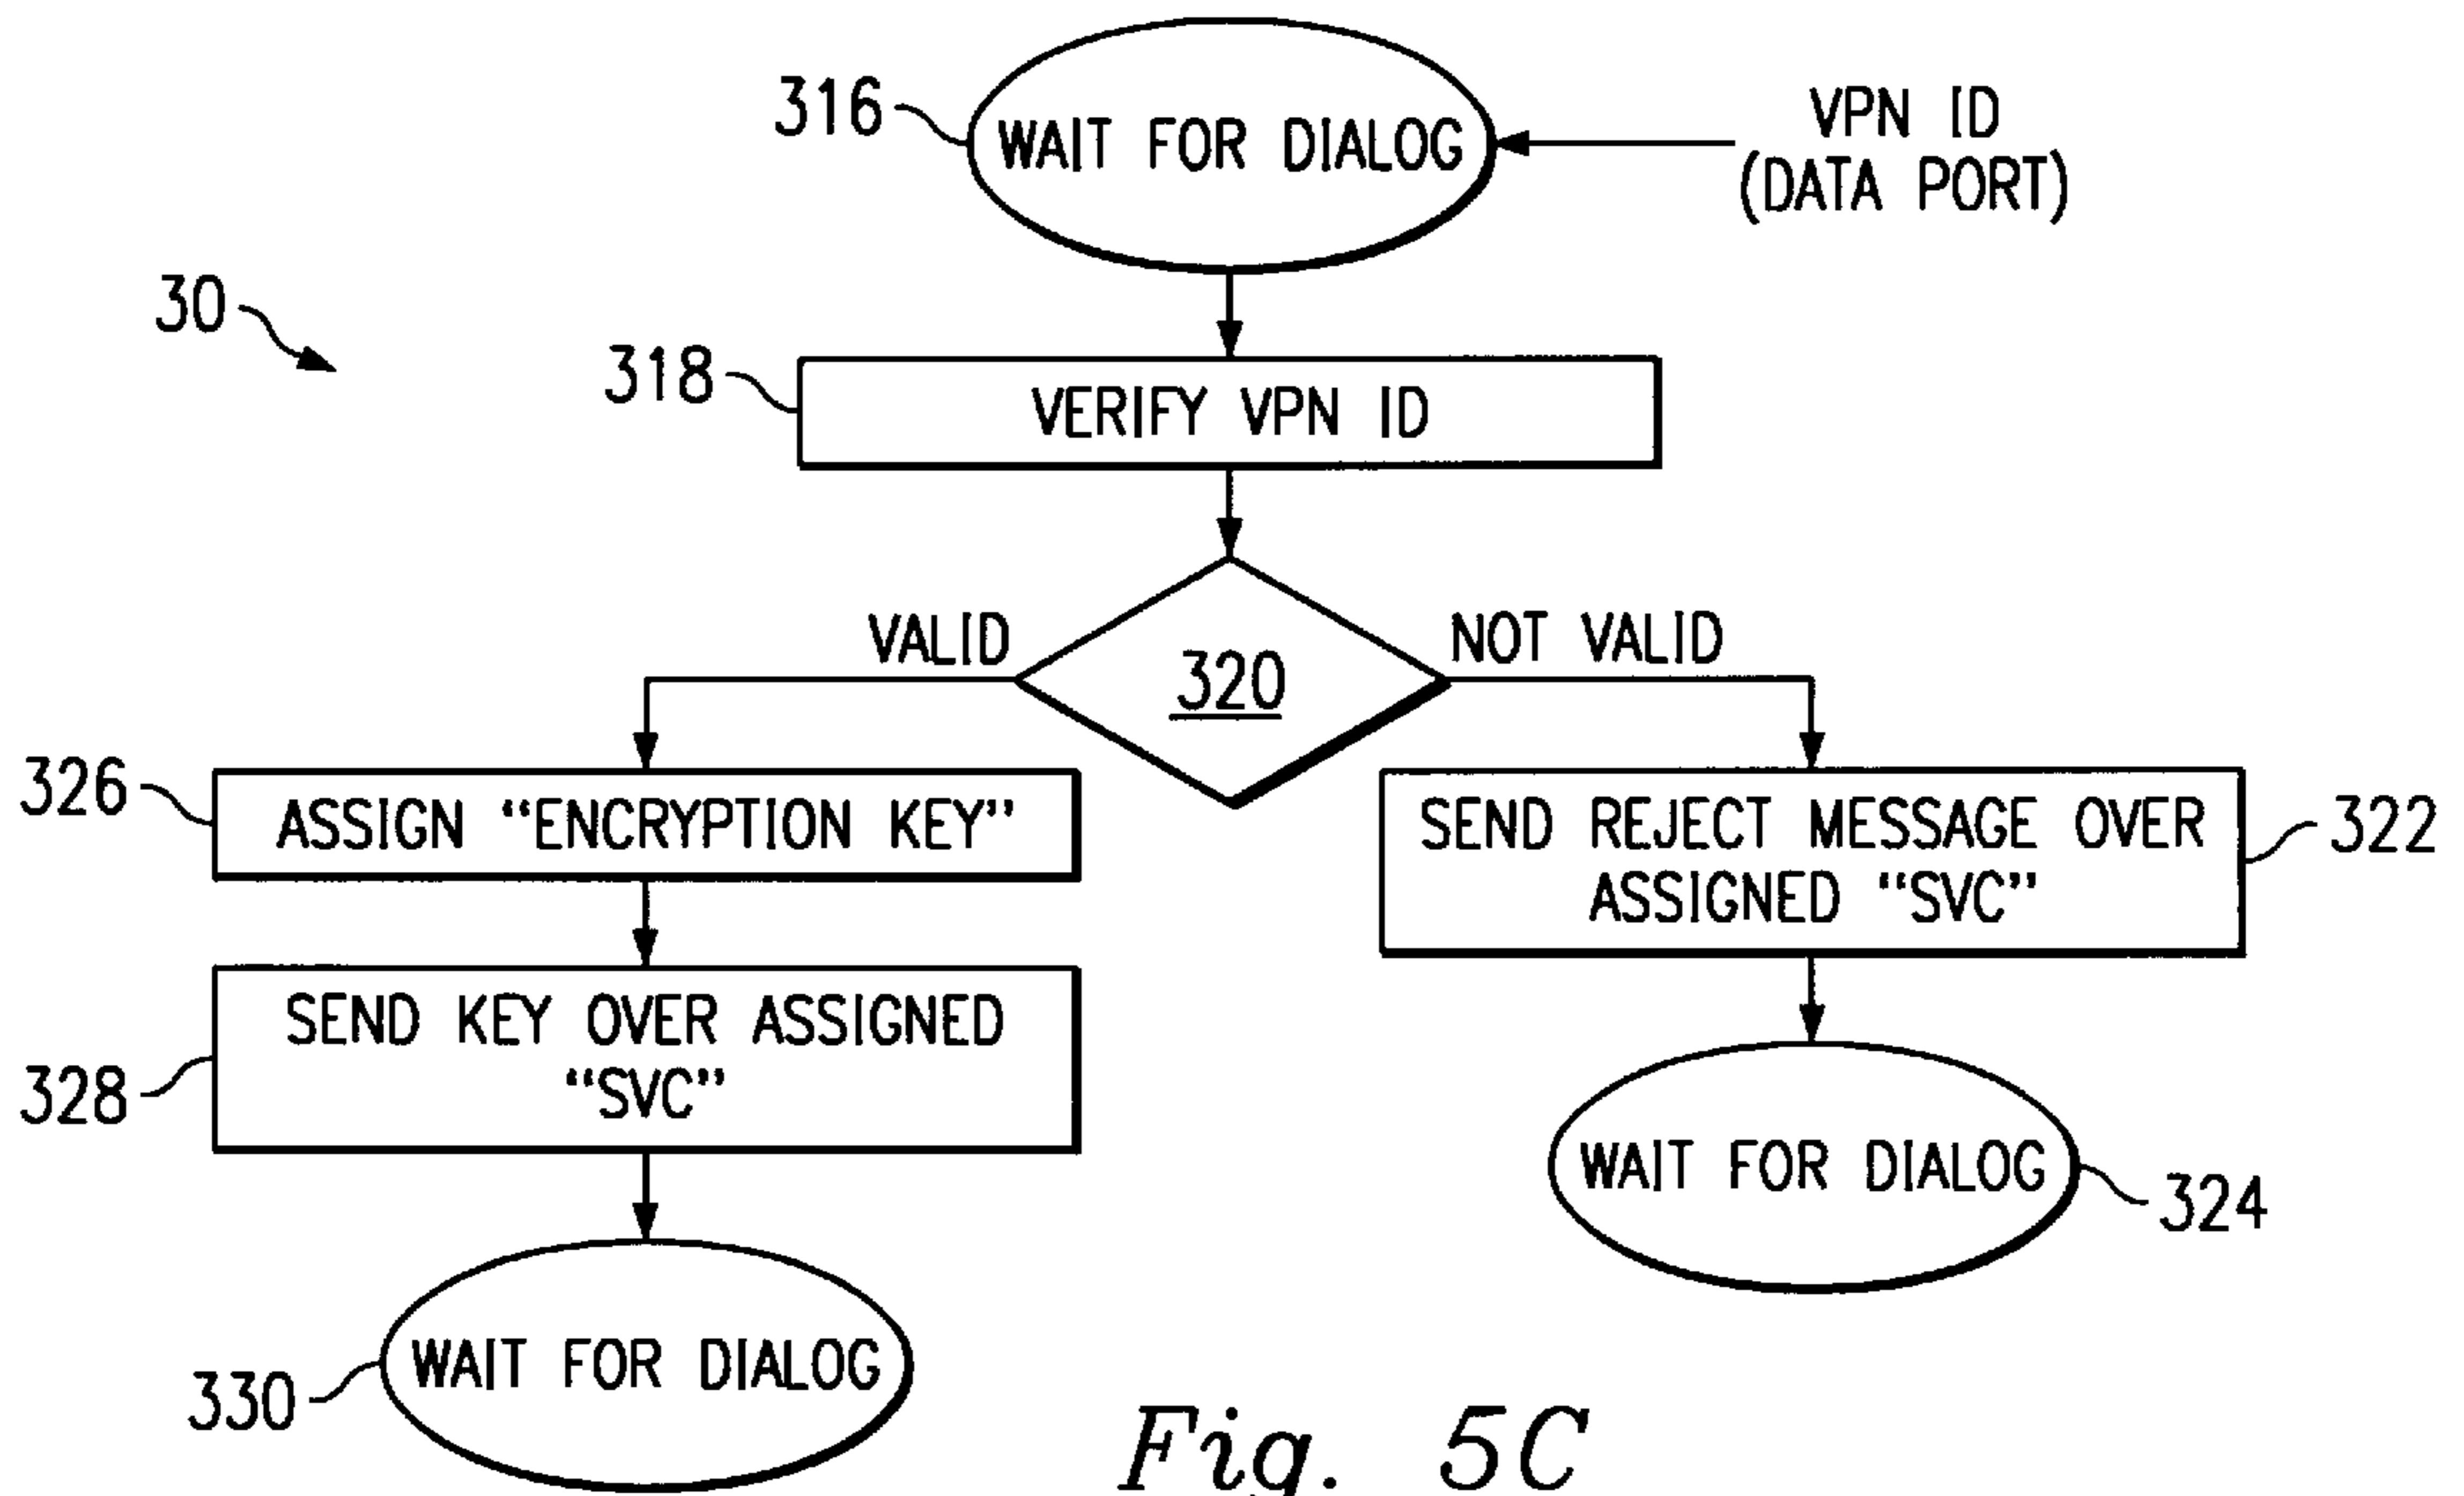 316
WAIT FOR DIALOG
VPN ID
(DATA PORT)
30
318
VERIFY VPN ID
VALID
320
NOT VALID
326
ASSIGN “ENCRYPTION KEY”
SEND REJECT MESSAGE OVER
ASSIGNED “SVC”
322
328
SEND KEY OVER ASSIGNED
“SVC”
WAIT FOR DIALOG
324
330
WAIT FOR DIALOG
Fig. 5C